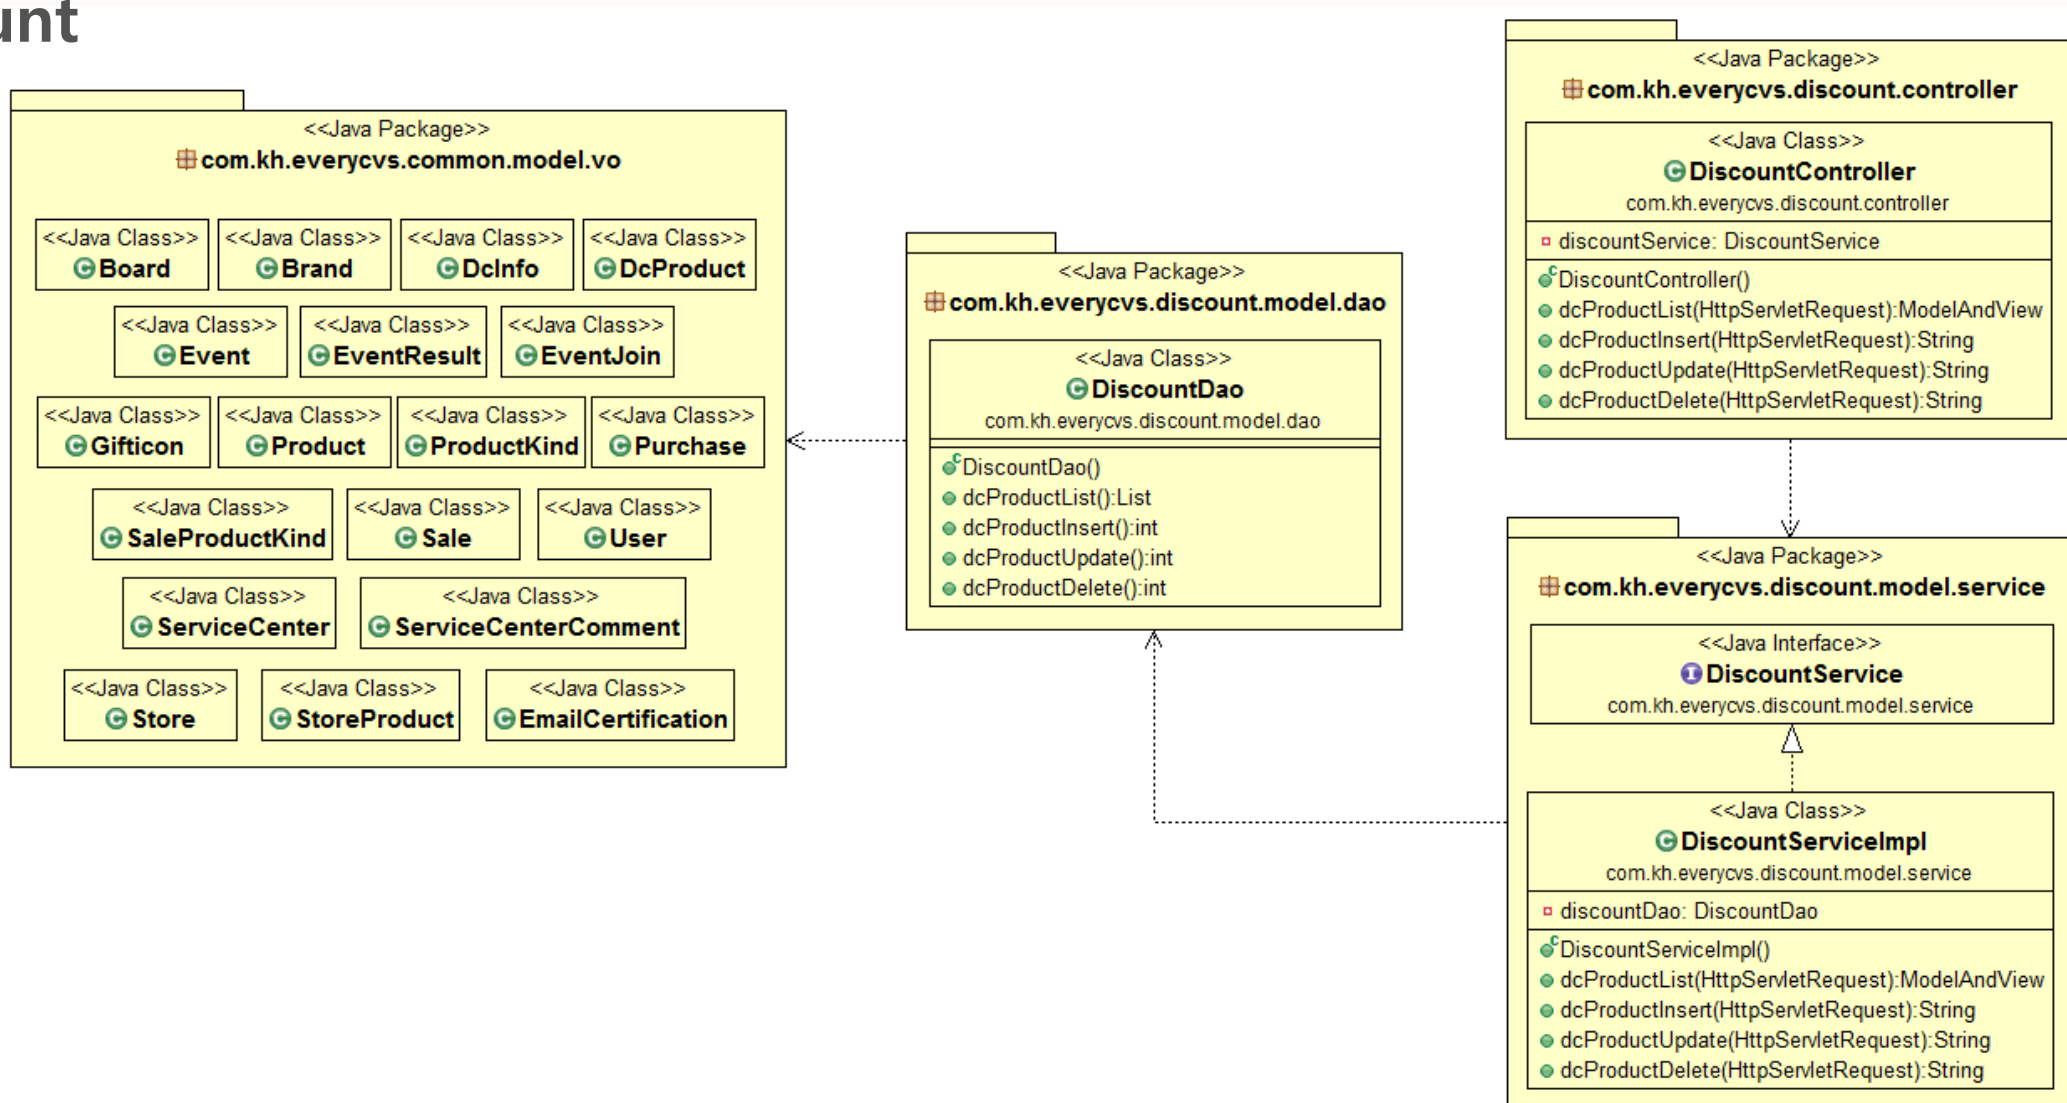 unt
<<Java Package>>
com.kh.everycvs.common.model.vo
<<Java Class>> <<Java Class>> <<Java Class>> <<Java Class>>
Board Brand DcInfo DcProduct
<<Java Class>> <<Java Class>> <<Java Class>>
Event EventResult EventJoin
<<Java Class>> <<Java Class>> <<Java Class>> <<Java Class>>
Gifticon Product ProductKind Purchase
<<Java Class>> <<Java Class>> <<Java Class>>
SaleProductKind Sale User
<<Java Class>> <<Java Class>>
ServiceCenter ServiceCenterComment
<<Java Class>> <<Java Class>> <<Java Class>>
Store StoreProduct EmailCertification
<<Java Package>>
com.kh.everycvs.discount.model.dao
<<Java Class>>
DiscountDao
com.kh.everycvs.discount.model.dao
DiscountDao()
dcProductList():List
dcProductInsert():int
dcProductUpdate():int
dcProductDelete():int
<<Java Package>>
com.kh.everycvs.discount.controller
<<Java Class>>
DiscountController
com.kh.everycvs.discount.controller
discountService: DiscountService
DiscountController()
dcProductList(HttpServletRequest):ModelAndView
dcProductInsert(HttpServletRequest):String
dcProductUpdate(HttpServletRequest):String
dcProductDelete(HttpServletRequest):String
<<Java Package>>
com.kh.everycvs.discount.model.service
<<Java Interface>>
DiscountService
com.kh.everycvs.discount.model.service
<<Java Class>>
DiscountServiceImpl
com.kh.everycvs.discount.model.service
discountDao: DiscountDao
DiscountServiceImpl()
dcProductList(HttpServletRequest):ModelAndView
dcProductInsert(HttpServletRequest):String
dcProductUpdate(HttpServletRequest):String
dcProductDelete(HttpServletRequest):String